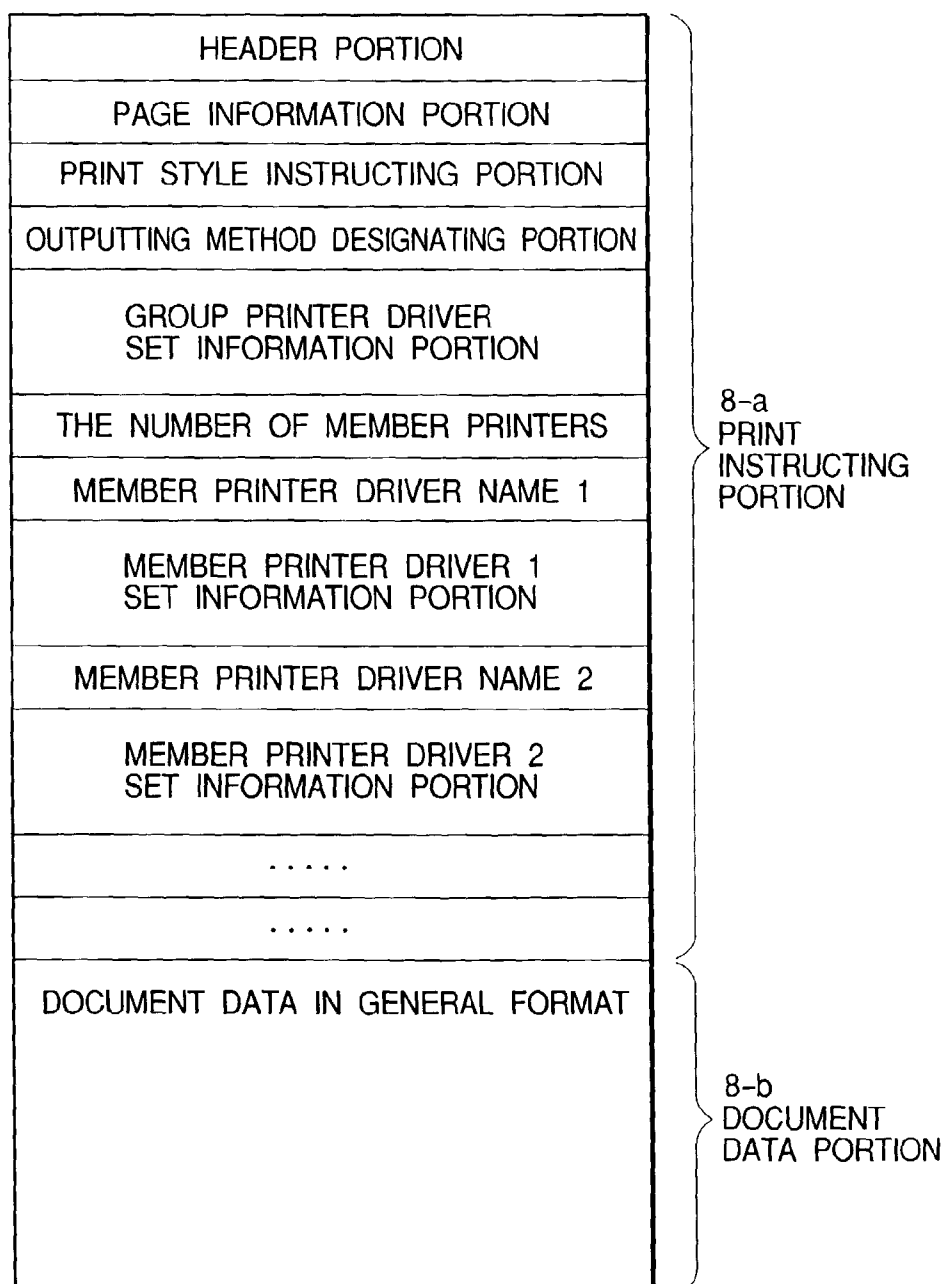 HEADER PORTION
PAGE INFORMATION PORTION
PRINT STYLE INSTRUCTING PORTION
OUTPUTTING METHOD DESIGNATING PORTION
GROUP PRINTER DRIVER
SET INFORMATION PORTION
THE NUMBER OF MEMBER PRINTERS
MEMBER PRINTER DRIVER NAME 1
MEMBER PRINTER DRIVER 1
SET INFORMATION PORTION
MEMBER PRINTER DRIVER NAME 2
MEMBER PRINTER DRIVER 2
SET INFORMATION PORTION
.....
.....
8-a
PRINT
INSTRUCTING
PORTION
DOCUMENT DATA IN GENERAL FORMAT
8-b
DOCUMENT
DATA PORTION